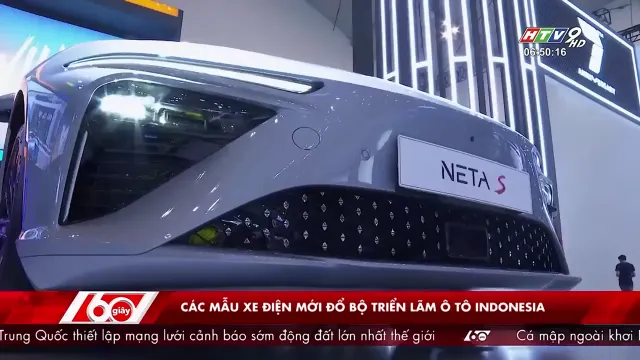 HTV9 HD
06:50:16
NETA S
60 giây
CÁC MẪU XE ĐIỆN MỚI ĐỔ BỘ TRIỂN LÃM Ô TÔ INDONESIA
Trung Quốc thiết lập mạng lưới cảnh báo sớm động đất lớn nhất thế giới
60 giây
Cá mập ngoài khơi